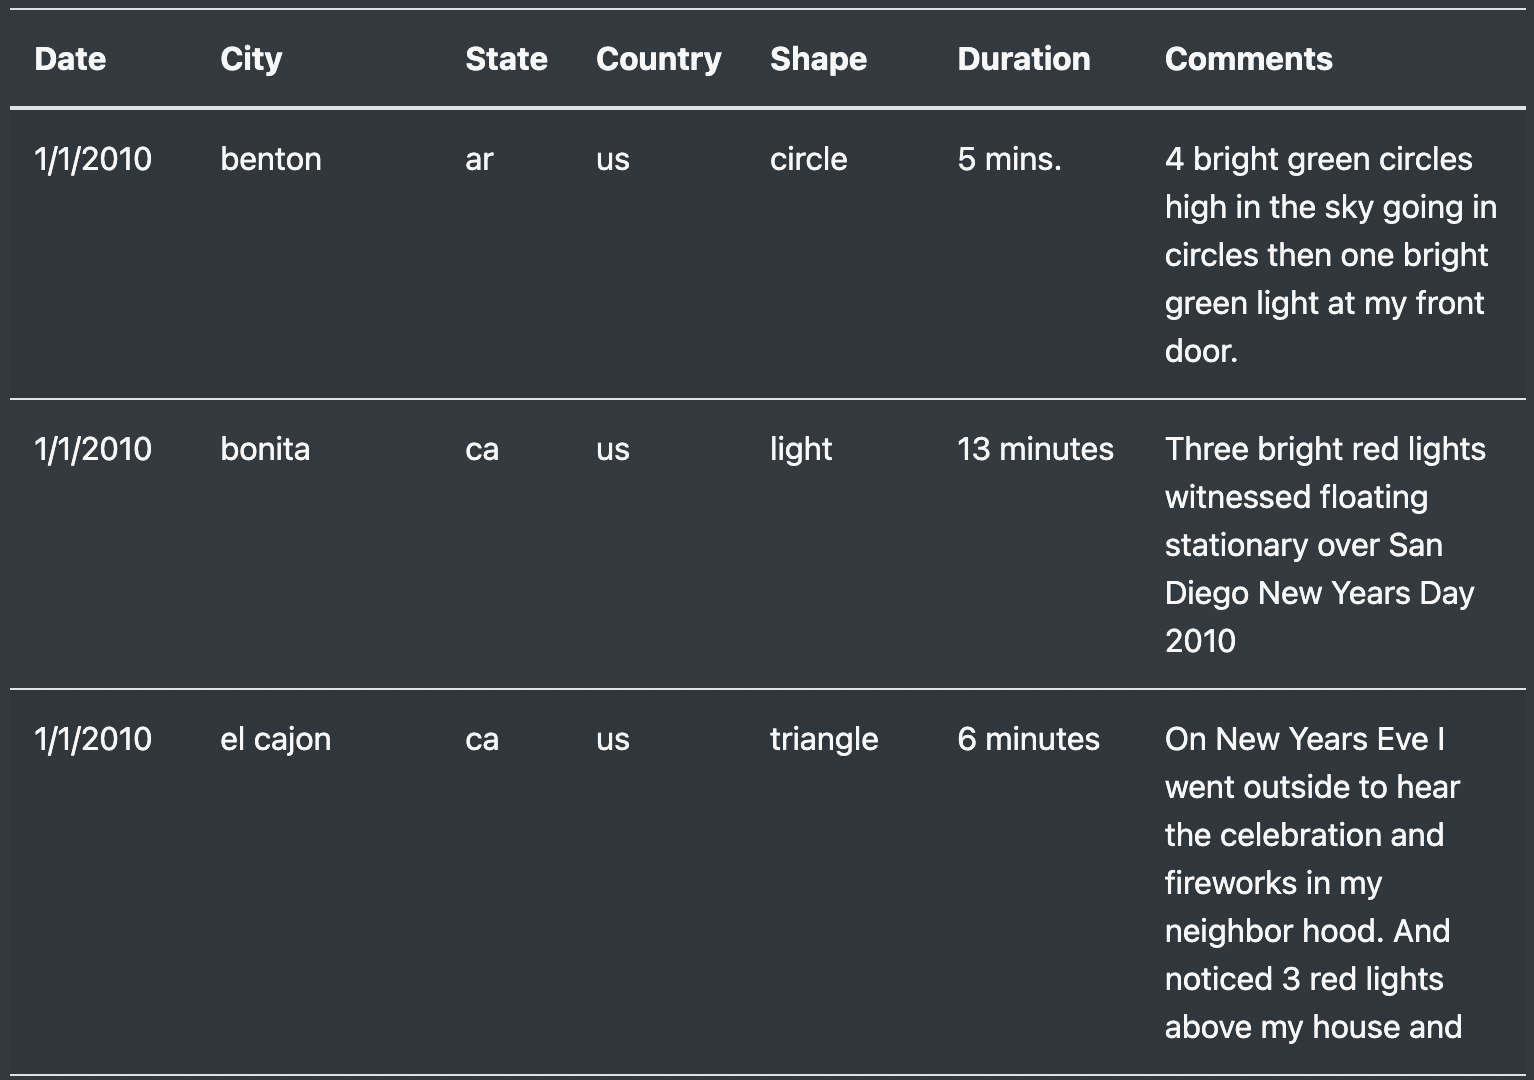 Date City State Country Shape Duration Comments
1/1/2010 benton ar us circle 5 mins. 4 bright green circles
high in the sky going in
circles then one bright
green light at my front
door.
1/1/2010 bonita ca us light 13 minutes Three bright red lights
witnessed floating
stationary over San
Diego New Years Day
2010
1/1/2010 el cajon ca us triangle 6 minutes On New Years Eve I
went outside to hear
the celebration and
fireworks in my
neighbor hood. And
noticed 3 red lights
above my house and